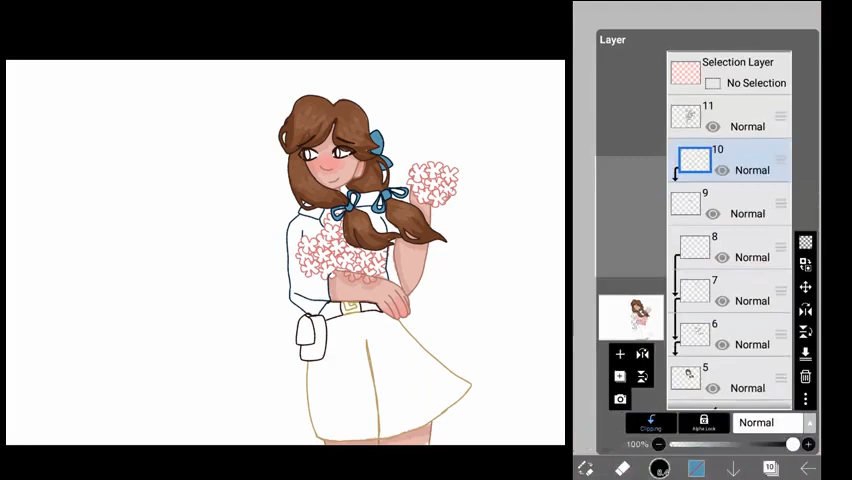 Layer
Selection Layer
No Selection
11
Normal
10
Normal
9
Normal
8
Normal
7
Normal
6
Normal
5
Normal
Clipping
Alpha Lock
Normal
100%
10